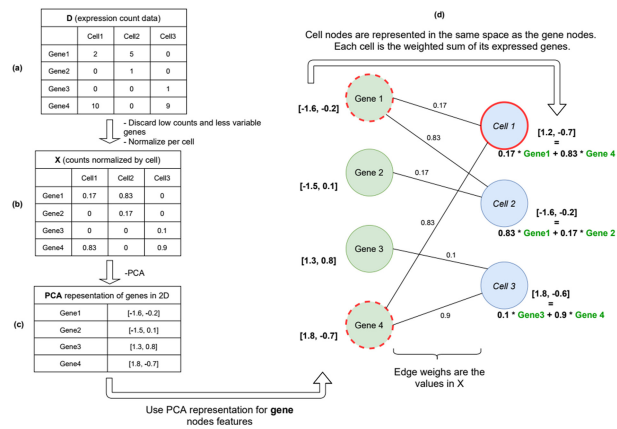 (a)
D (expression count data)
Cell1 Cell2 Cell3
Gene1 2 5 0
Gene2 0 1 0
Gene3 0 0 1
Gene4 10 0 9
- Discard low counts and less variable
genes
- Normalize per cell
(b)
X (counts normalized by cell)
Cell1 Cell2 Cell3
Gene1 0.17 0.83 0
Gene2 0 0.17 0
Gene3 0 0 0.1
Gene4 0.83 0 0.9
-PCA
(c)
PCA representation of genes in 2D
Gene1 [-1.6, -0.2]
Gene2 [-1.5, 0.1]
Gene3 [1.3, 0.8]
Gene4 [1.8, -0.7]
Use PCA representation for gene
nodes features
(d)
Cell nodes are represented in the same space as the gene nodes.
Each cell is the weighted sum of its expressed genes.
Gene 1
[-1.6, -0.2]
Gene 2
[-1.5, 0.1]
Gene 3
[1.3, 0.8]
Gene 4
[1.8, -0.7]
0.17
0.83
0.17
0.83
0.1
0.9
Cell 1
[1.2, -0.7]
=
0.17 * Gene1 + 0.83 * Gene 4
Cell 2
[-1.6, -0.2]
=
0.83 * Gene1 + 0.17 * Gene 2
Cell 3
[1.8, -0.6]
=
0.1 * Gene3 + 0.9 * Gene 4
Edge weighs are the
values in X